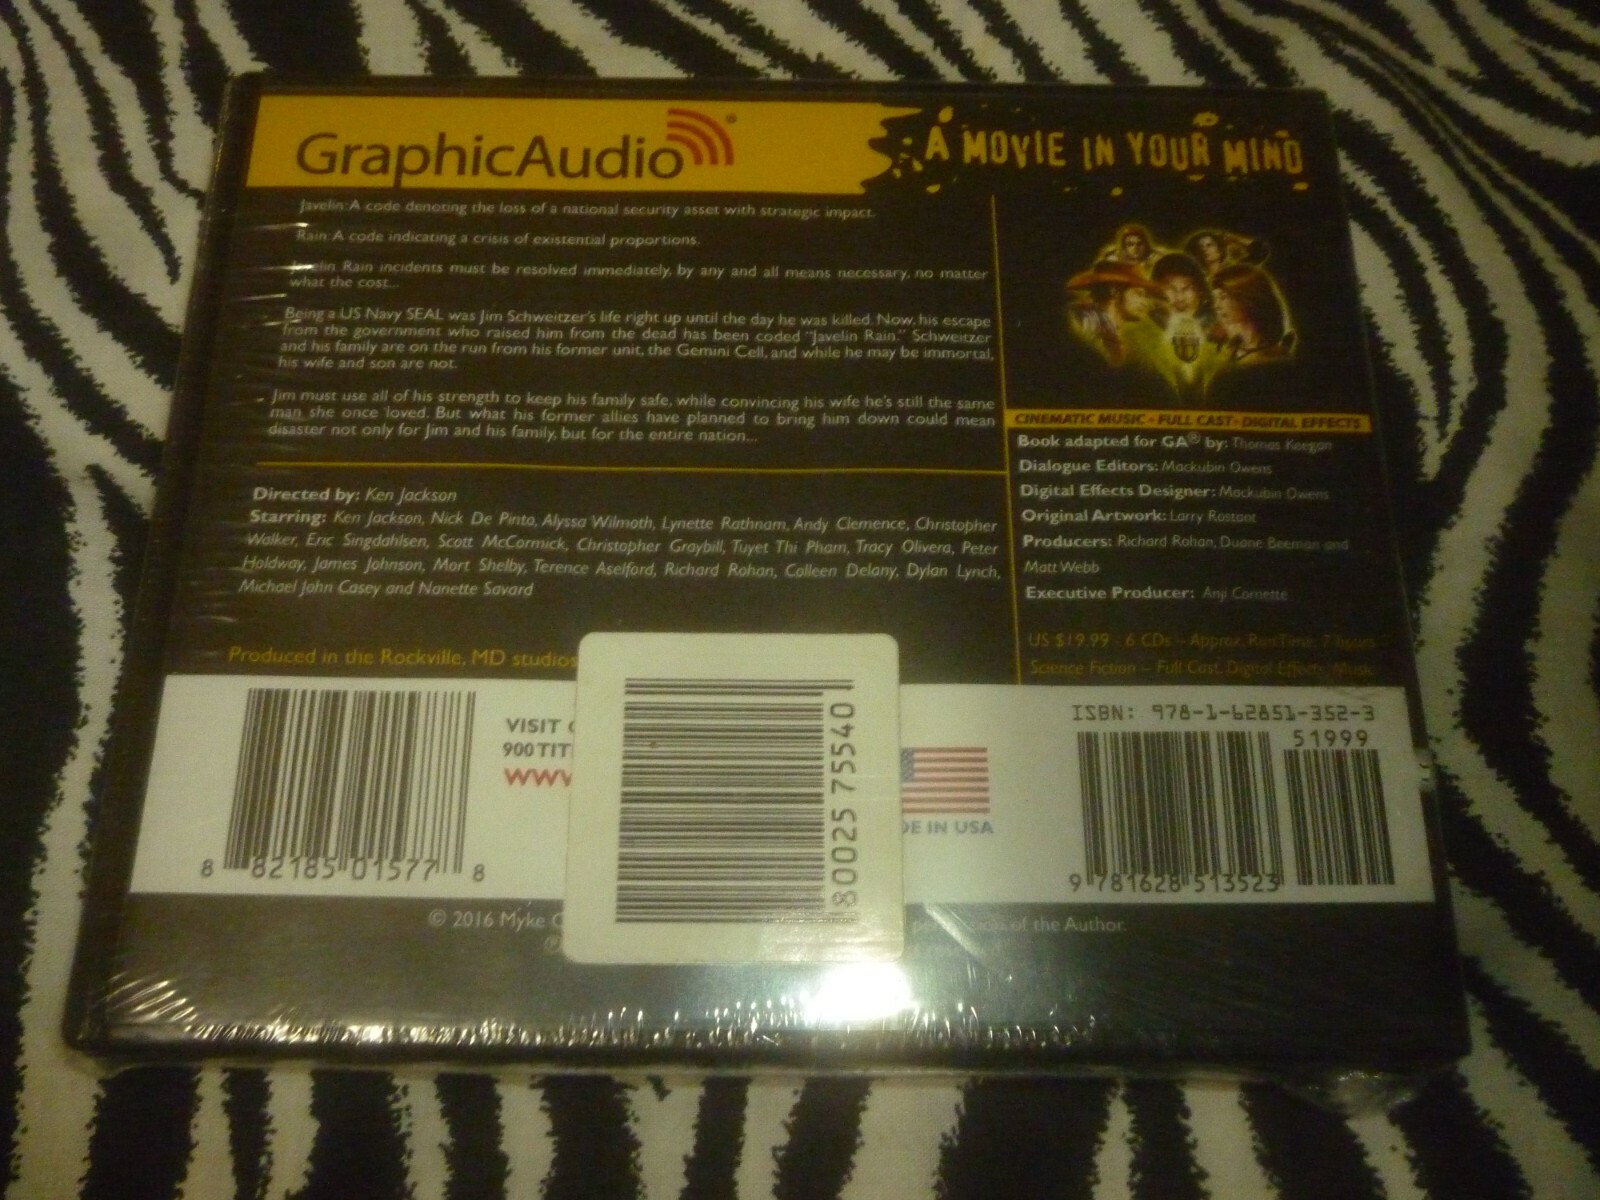 GraphicAudio®
A MOVIE IN YOUR MIND
Javelin: A code denoting the loss of a national security asset with strategic impact.
Rain: A code indicating a crisis of existential proportions.
Javelin Rain incidents must be resolved immediately, by any and all means necessary, no matter
what the cost...
Being a US Navy SEAL was Jim Schweitzer's life right up until the day he was killed. Now, his escape
from the government who raised him from the dead has been coded "Javelin Rain." Schweitzer
and his family are on the run from his former unit, the Gemini Cell, and while he may be immortal,
his wife and son are not.
Jim must use all of his strength to keep his family safe, while convincing his wife he's still the same
man she once loved. But what his former allies have planned to bring him down could mean
disaster not only for Jim and his family, but for the entire nation...
Directed by: Ken Jackson
Starring: Ken Jackson, Nick De Pinto, Alyssa Wilmoth, Lynette Rathnam, Andy Clemence, Christopher
Walker, Eric Singdahlsen, Scott McCormick, Christopher Graybill, Tuyet Thi Pham, Tracy Olivera, Peter
Holdway, James Johnson, Mort Shelby, Terence Aselford, Richard Rohan, Colleen Delany, Dylan Lynch,
Michael John Casey and Nanette Savard
Produced in the Rockville, MD studios
CINEMATIC MUSIC • FULL CAST • DIGITAL EFFECTS
Book adapted for GA® by: Thomas Keegan
Dialogue Editors: Mackubin Owens
Digital Effects Designer: Mackubin Owens
Original Artwork: Larry Rostant
Producers: Richard Rohan, Duane Beeman and
Matt Webb
Executive Producer: Anji Cornette
US $19.99 - 6 CDs – Approx. Run Time: 7 hours
Science Fiction – Full Cast, Digital Effects, Music
8 82185 01577 8
VISIT
900 TIT
WWW
80025 75540
DE IN USA
ISBN: 978-1-62851-352-3
51999
9 781628 513523
© 2016 Myke
permission of the Author.
℗